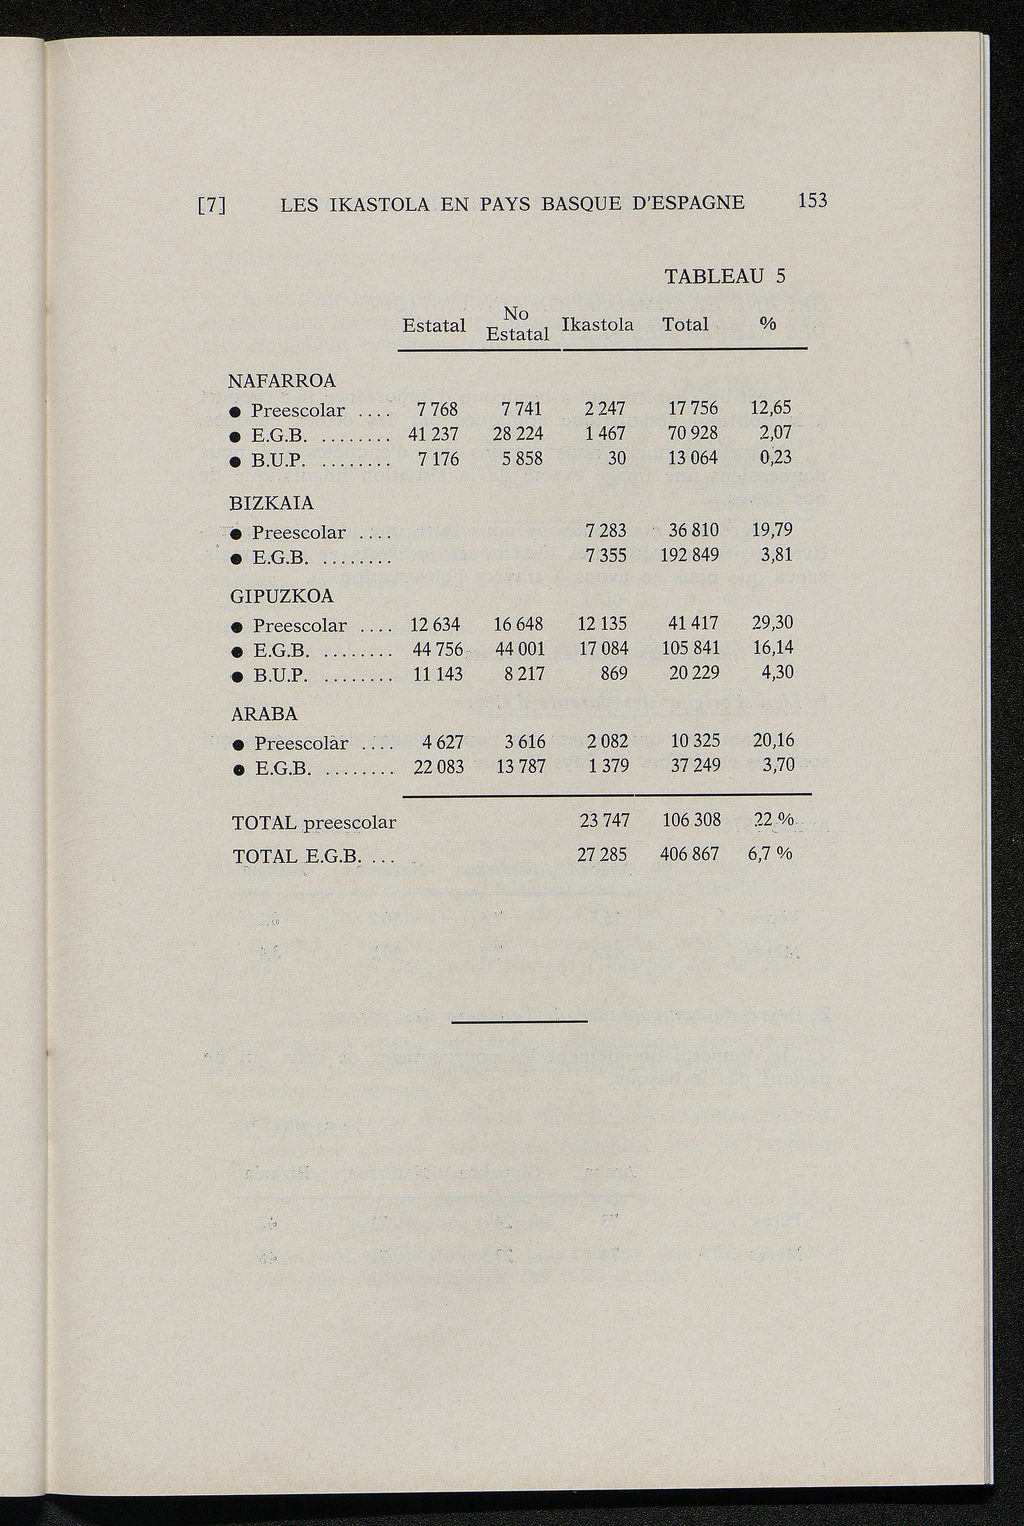 [7] LES IKASTOLA EN PAYS BASQUE D'ESPAGNE 153
TABLEAU 5
Estatal No Estatal Ikastola Total %
NAFARROA
• Preescolar .... 7 768 7 741 2 247 17 756 12,65
• E.G.B. ........ 41 237 28 224 1 467 70 928 2,07
• B.U.P. ........ 7 176 5 858 30 13 064 0,23
BIZKAIA
• Preescolar .... 7 283 36 810 19,79
• E.G.B. ........ 7 355 192 849 3,81
GIPUZKOA
• Preescolar .... 12 634 16 648 12 135 41 417 29,30
• E.G.B. ........ 44 756 44 001 17 084 105 841 16,14
• B.U.P. ........ 11 143 8 217 869 20 229 4,30
ARABA
• Preescolar .... 4 627 3 616 2 082 10 325 20,16
• E.G.B. ........ 22 083 13 787 1 379 37 249 3,70
TOTAL preescolar 23 747 106 308 22 %
TOTAL E.G.B. ... 27 285 406 867 6,7 %